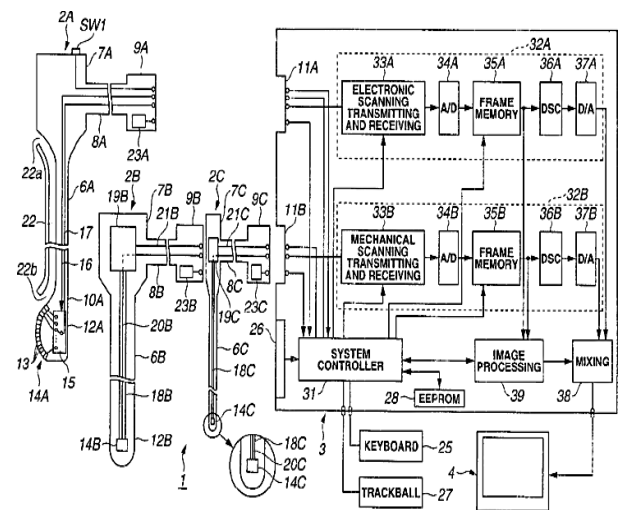 2A SW1
7A 9A
8A
23A
22a
22
22b
6A
17
16
10A
12A
13
14A
15
2B
19B
7B
21B
9B
8B
23B
20B
6B
18B
14B
12B
2C
7C
21C
9C
8C
23C
19C
6C
18C
14C
18C
20C
14C
1
11A
32A
33A 34A 35A 36A 37A
ELECTRONIC
SCANNING
TRANSMITTING
AND RECEIVING
A/D
FRAME
MEMORY
DSC
D/A
11B
32B
33B 34B 35B 36B 37B
MECHANICAL
SCANNING
TRANSMITTING
AND RECEIVING
A/D
FRAME
MEMORY
DSC
D/A
26
SYSTEM
CONTROLLER
31
IMAGE
PROCESSING
39
MIXING
38
28
EEPROM
3
KEYBOARD 25
TRACKBALL 27
4